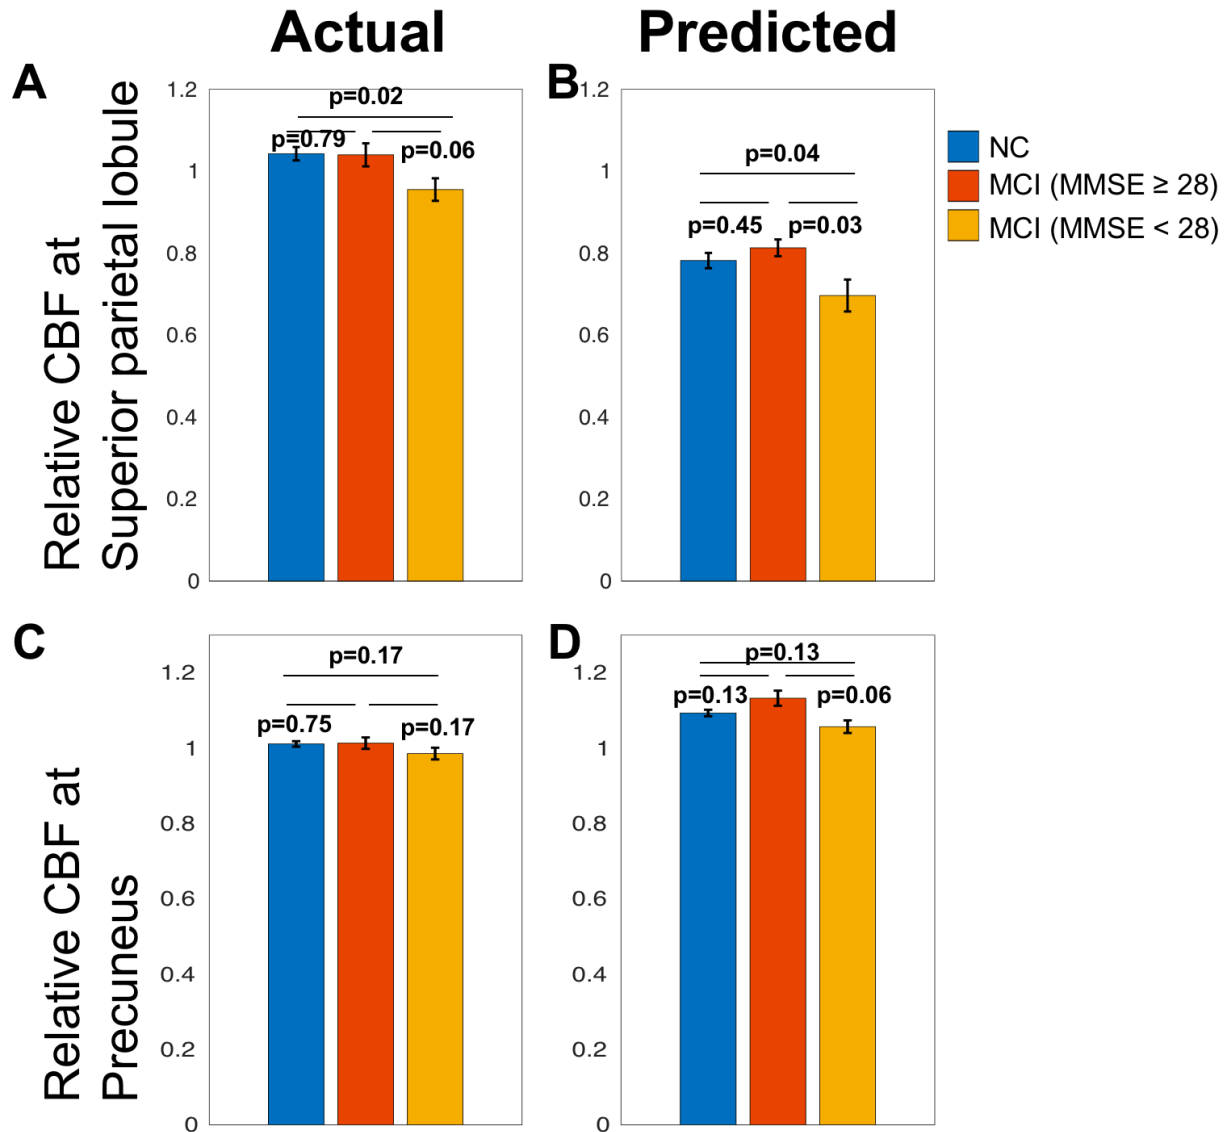 Actual
Predicted
A
1.2
1
0.8
0.6
0.4
0.2
0
p=0.02
p=0.79
p=0.06
Relative CBF at
Superior parietal lobule
B
1.2
1
0.8
0.6
0.4
0.2
0
p=0.04
p=0.45
p=0.03
NC
MCI (MMSE ≥ 28)
MCI (MMSE < 28)
C
1.2
1
0.8
0.6
0.4
0.2
0
p=0.17
p=0.75
p=0.17
Relative CBF at
Precuneus
D
1.2
1
0.8
0.6
0.4
0.2
0
p=0.13
p=0.13
p=0.06